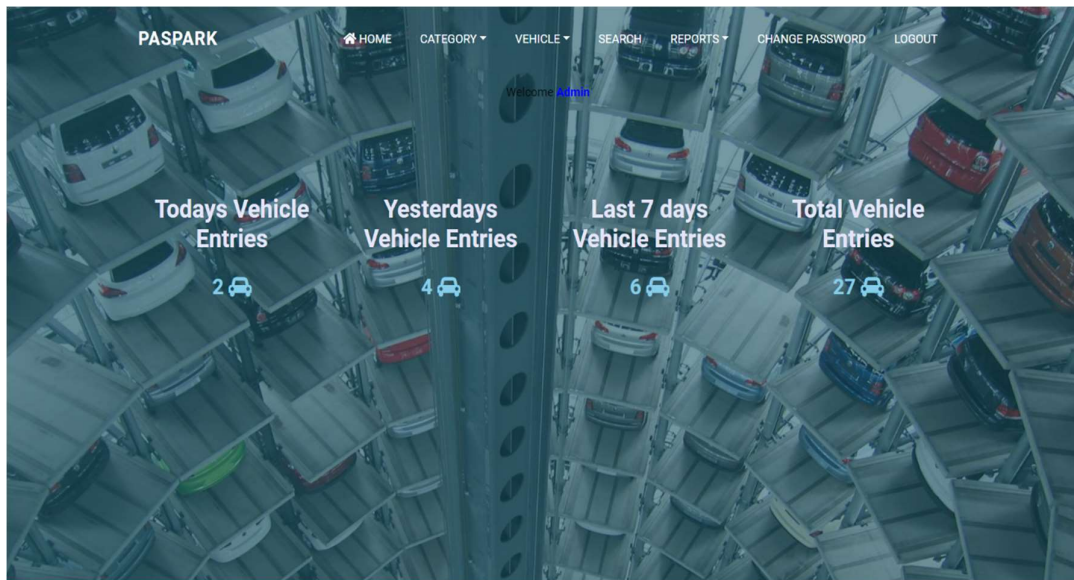 PASPARK
HOME CATEGORY VEHICLE SEARCH REPORTS CHANGE PASSWORD LOGOUT
Welcome Admin
Todays Vehicle
Entries
2
Yesterdays
Vehicle Entries
4
Last 7 days
Vehicle Entries
6
Total Vehicle
Entries
27